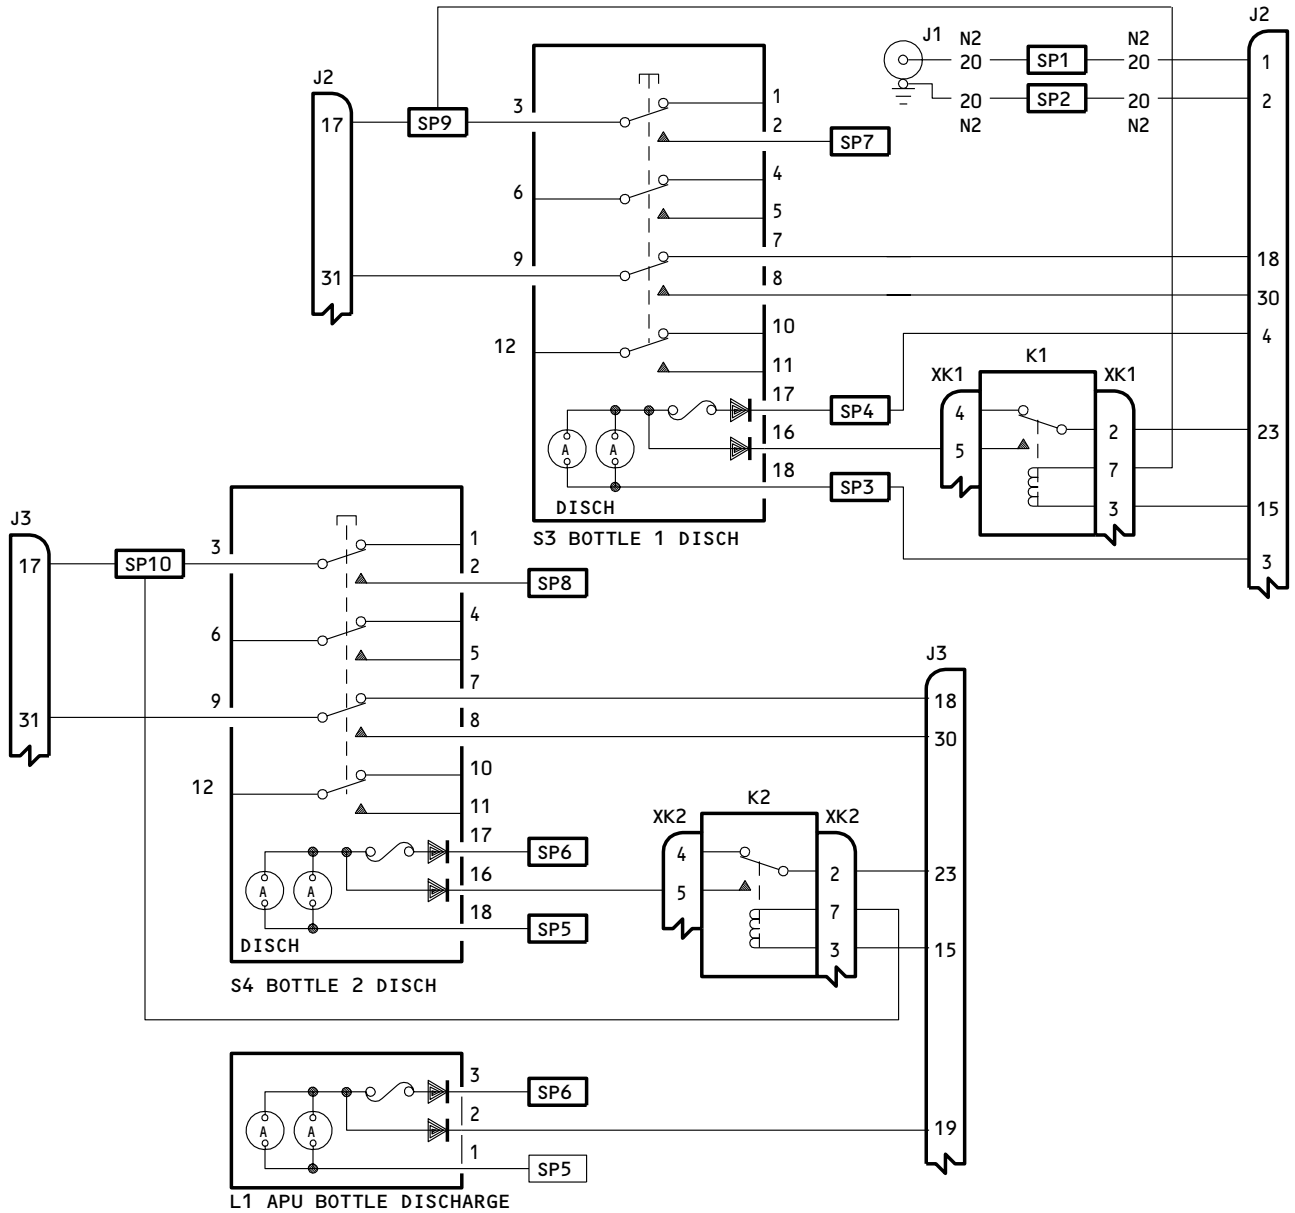 J2
J1 N2 N2
J2
20 SP1 20 1
17 SP9 3 1
20 SP2 20 2
N2 N2
2 SP7
6 4
5
7 18
31 9
8 30
12 10 4
11
K1
XK1 XK1
17 SP4 4
A A 16 5 2 23
18 SP3 7
DISCH 3 15
S3 BOTTLE 1 DISCH
3
J3
17 SP10 3 1
2 SP8
6 4
5
J3
7 18
31 9
8 30
12 10
11
K2
XK2 XK2
17 SP6 4
A A 16 5 2 23
18 SP5 7
DISCH 3 15
S4 BOTTLE 2 DISCH
3 SP6
A A 2 19
1 SP5
L1 APU BOTTLE DISCHARGE